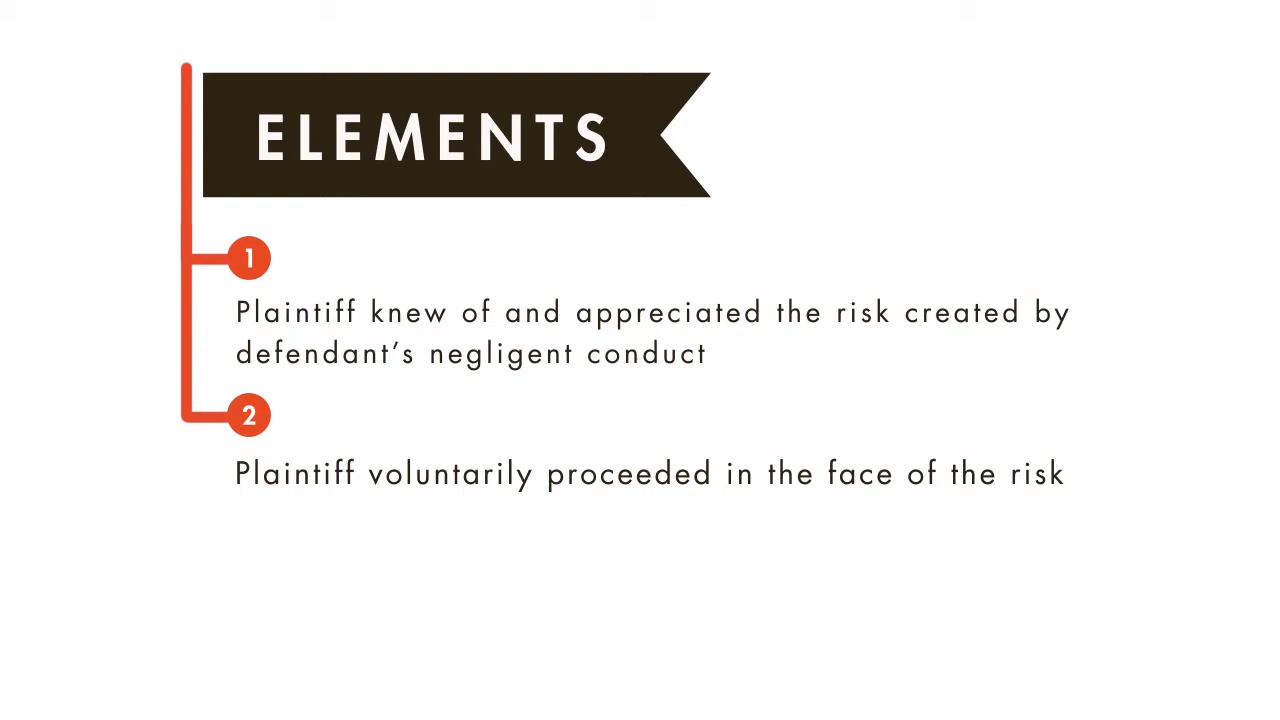 ELEMENTS
1
Plaintiff knew of and appreciated the risk created by
defendant’s negligent conduct
2
Plaintiff voluntarily proceeded in the face of the risk